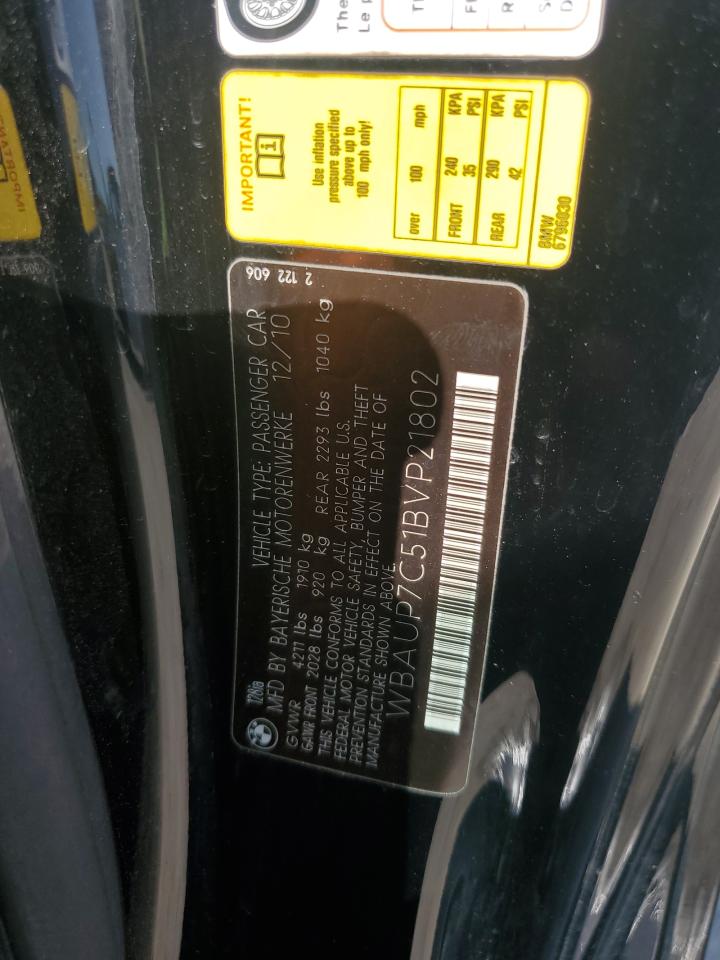 The
Le p
IMPORTANT!
Use inflation
pressure specified
above up to
100 mph only!
over 100 mph
KPA KPA
FRONT 240 PSI REAR 290 PSI
35 42
BMW
6796030
2 122 606
128ia
VEHICLE TYPE: PASSENGER CAR
MFD BY BAYERISCHE MOTORENWERKE 12/10
GVWR 4211 lbs 1910 kg
GAWR FRONT 2028 lbs 920 kg REAR 2293 lbs 1040 kg
THIS VEHICLE CONFORMS TO ALL APPLICABLE U.S.
FEDERAL MOTOR VEHICLE SAFETY, BUMPER AND THEFT
PREVENTION STANDARDS IN EFFECT ON THE DATE OF
MANUFACTURE SHOWN ABOVE.
WBAUP7C51BVP21802